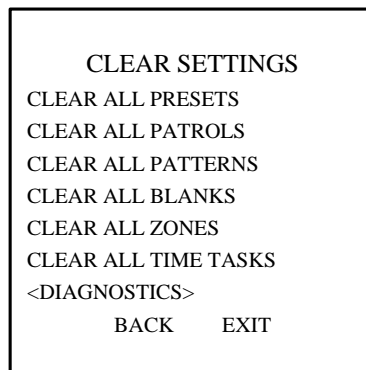 CLEAR SETTINGS
CLEAR ALL PRESETS
CLEAR ALL PATROLS
CLEAR ALL PATTERNS
CLEAR ALL BLANKS
CLEAR ALL ZONES
CLEAR ALL TIME TASKS
<DIAGNOSTICS>
BACK EXIT